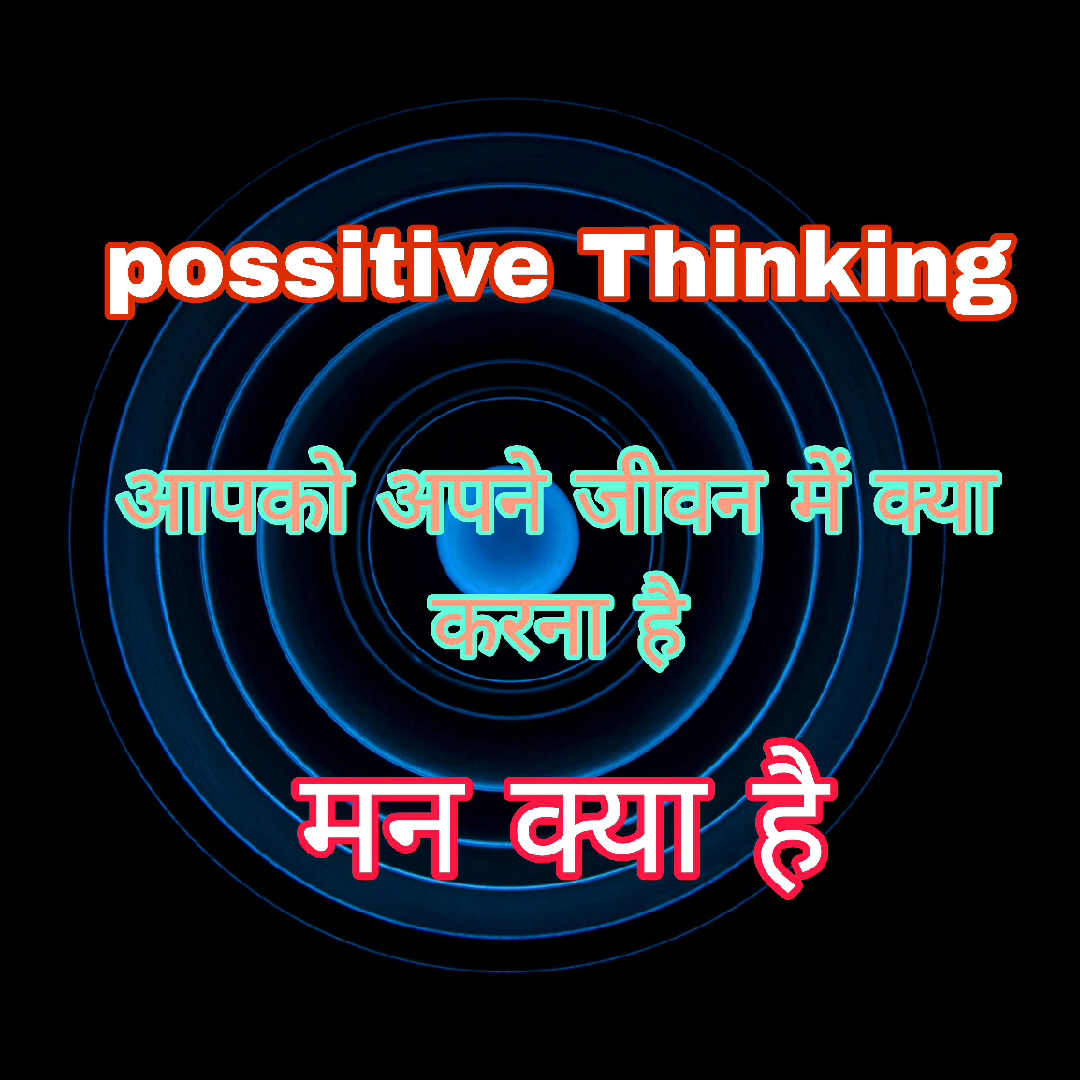 possitive Thinking
आपको अपने जीवन में क्या
करना है
मन क्या है